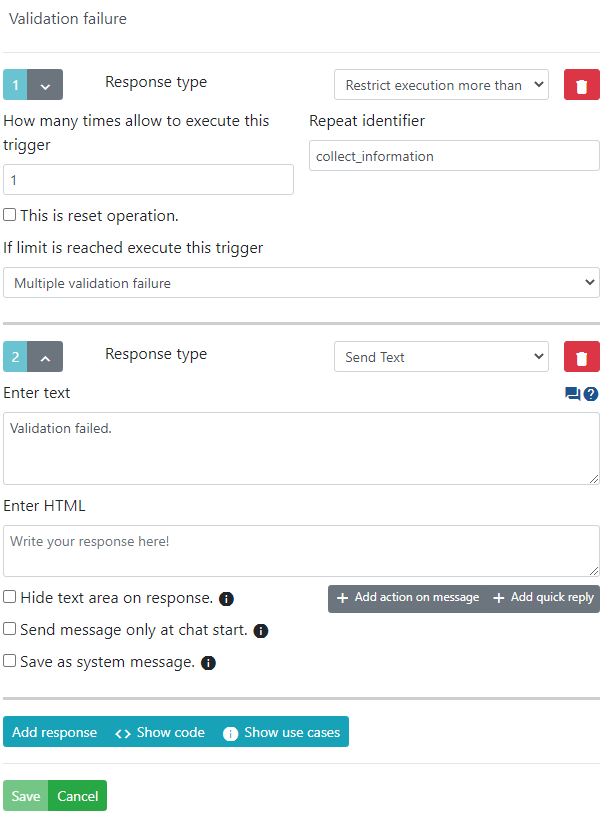 Validation failure
1
Response type
Restrict execution more than
How many times allow to execute this
trigger
Repeat identifier
1
collect_information
This is reset operation.
If limit is reached execute this trigger
Multiple validation failure
2
Response type
Send Text
Enter text
Validation failed.
Enter HTML
Write your response here!
Hide text area on response.
Add action on message
Add quick reply
Send message only at chat start.
Save as system message.
Add response
Show code
Show use cases
Save
Cancel